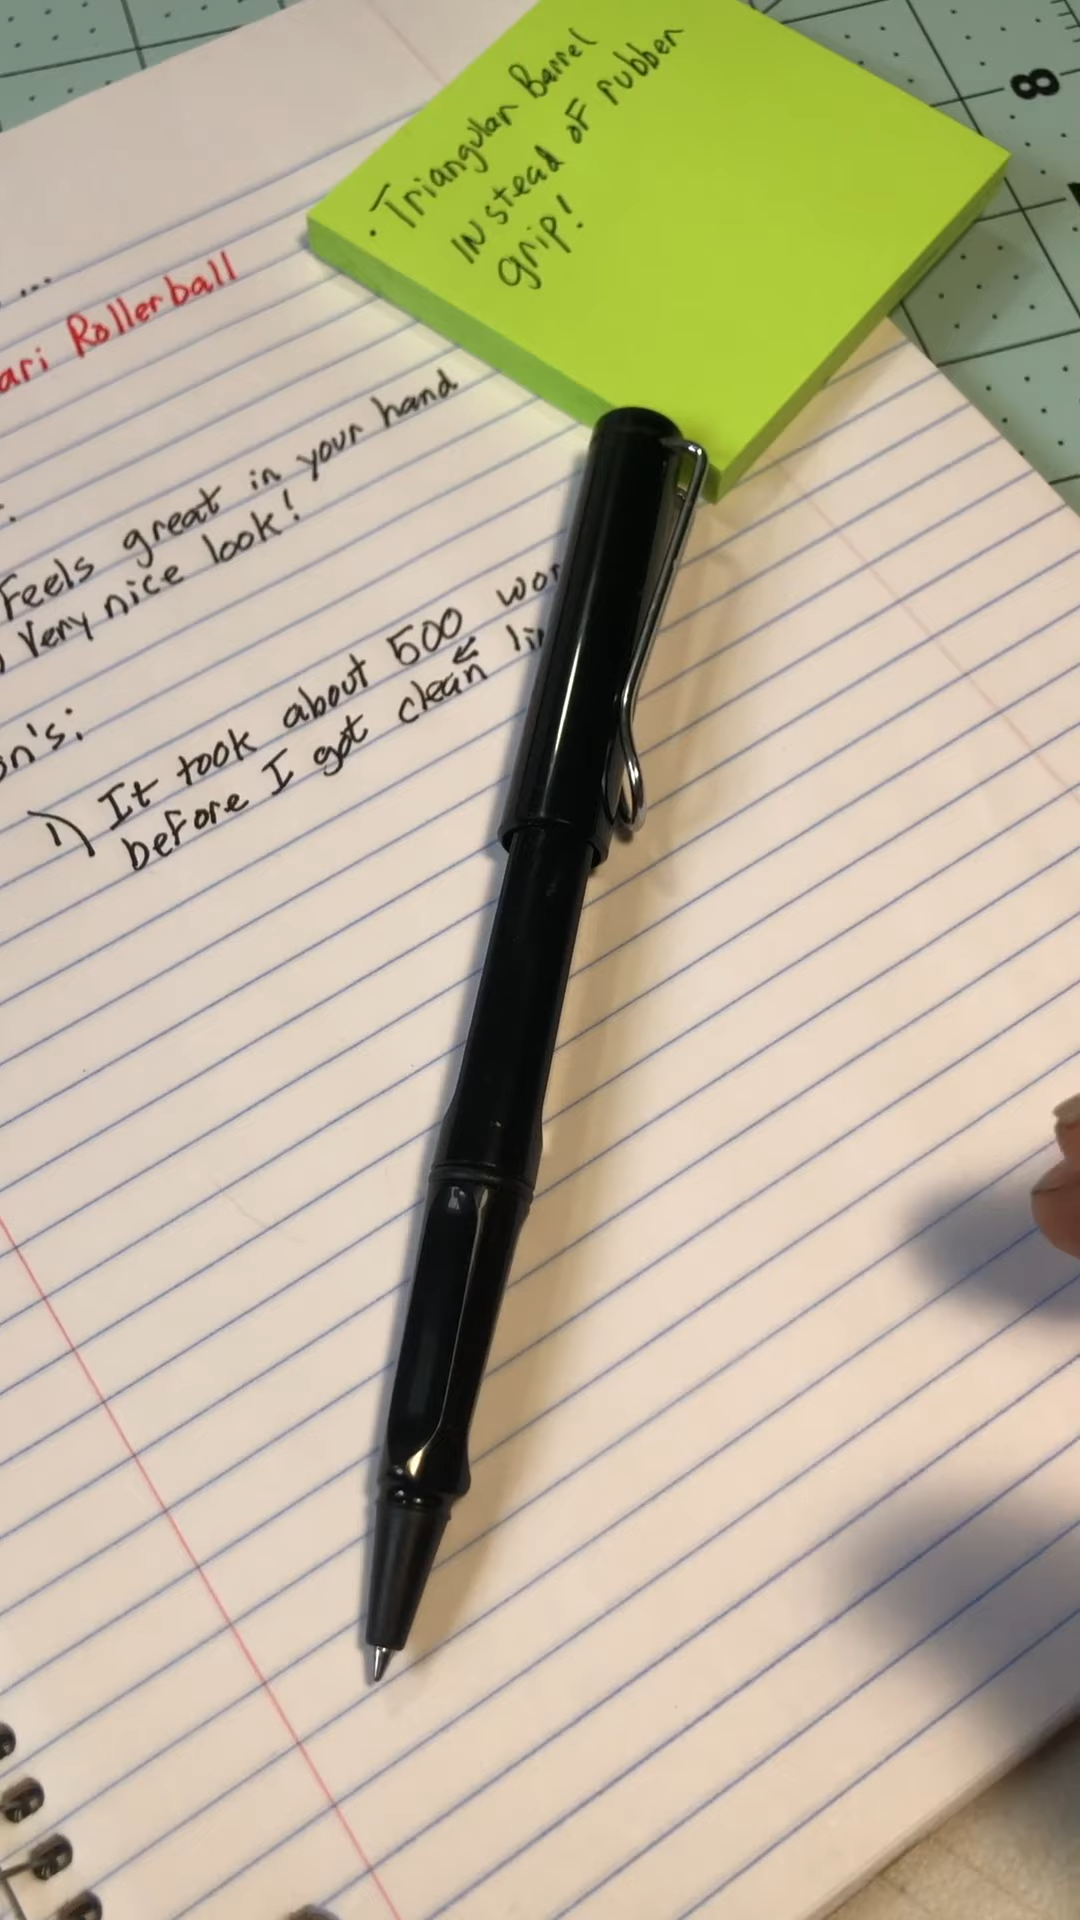 · Triangular Barrel
INstead oF rubber
grip!
8
...
ari Rollerball
Feels great in your hand
Very nice look!
on's:
1) It took about 500 wor
before I got clean li